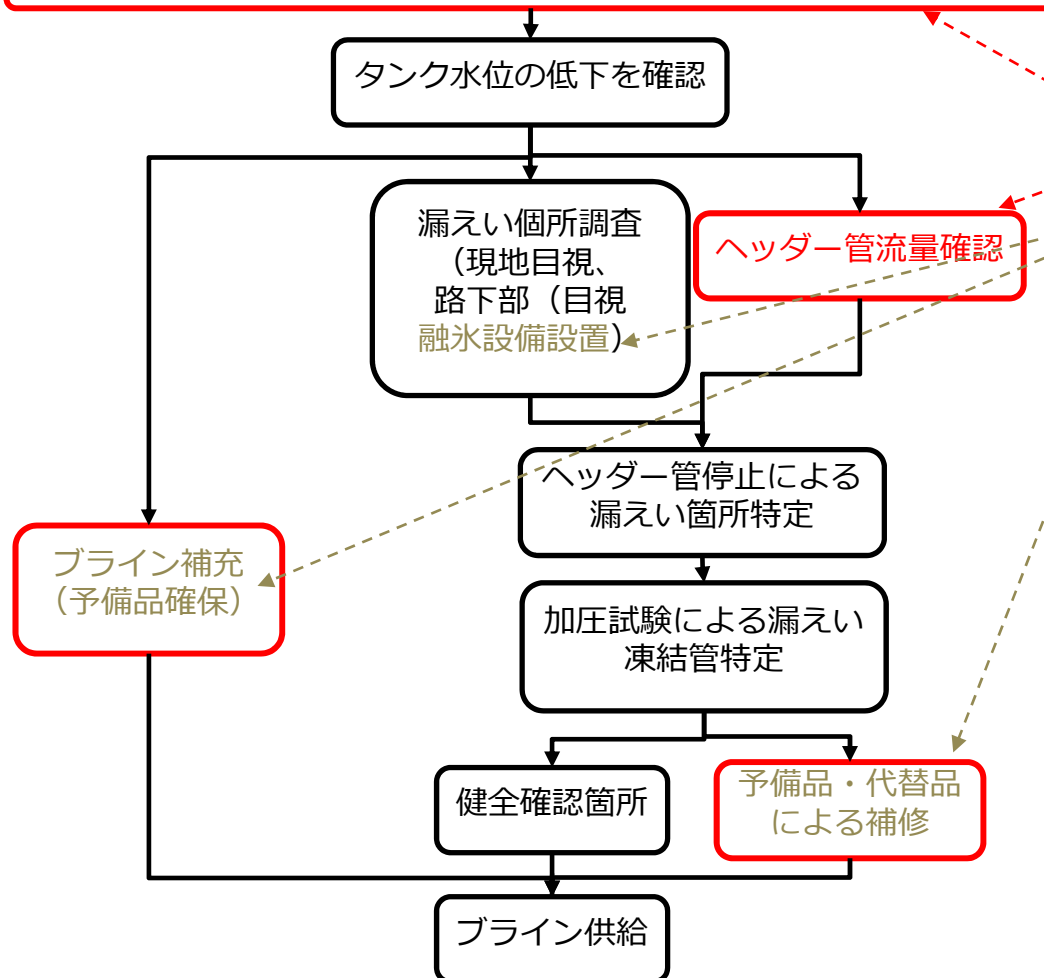 タンク水位の低下を確認
漏えい個所調査
（現地目視、
路下部（目視
融氷設備設置）
ヘッダー管流量確認
ヘッダー管停止による
漏えい箇所特定
ブライン補充
（予備品確保）
加圧試験による漏えい
凍結管特定
健全確認箇所
予備品・代替品
による補修
ブライン供給